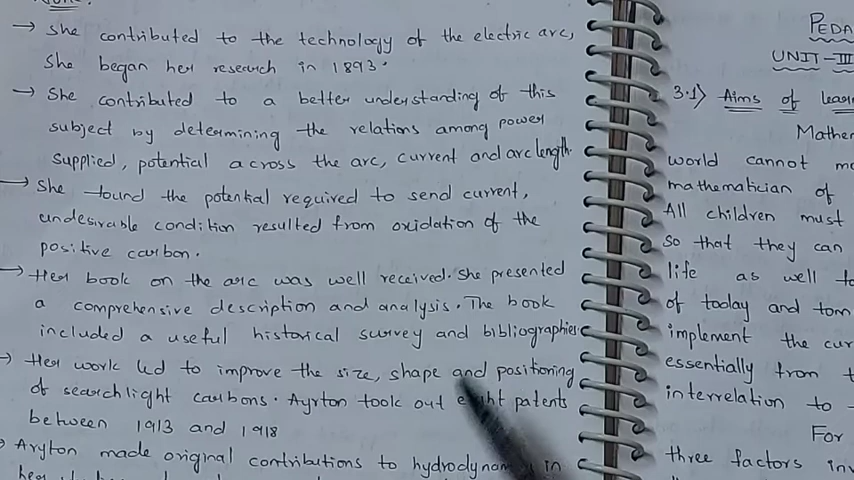 → She contributed to the technology of the electric arc,
She began her research in 1893.
→ She contributed to a better understanding of this
subject by determining the relations among power
supplied, potential across the arc, current and arc length.
→ She found the potential required to send current,
undesirable condition resulted from oxidation of the
positive carbon.
→ Her book on the arc was well received. She presented
a comprehensive description and analysis. The book
included a useful historical survey and bibliographies.
→ Her work led to improve the size, shape and positioning
of searchlight carbons. Ayrton took out eight patents
between 1913 and 1918
→ Aryton made original contributions to in
PEDA
UNIT-III
3.1) Aims of lear
Mathe
world cannot mo
mathematician of
All children must
so that they can
life as well to
of today and tom
implement the cur
essentially from t
interrelation to
For
three factors inv